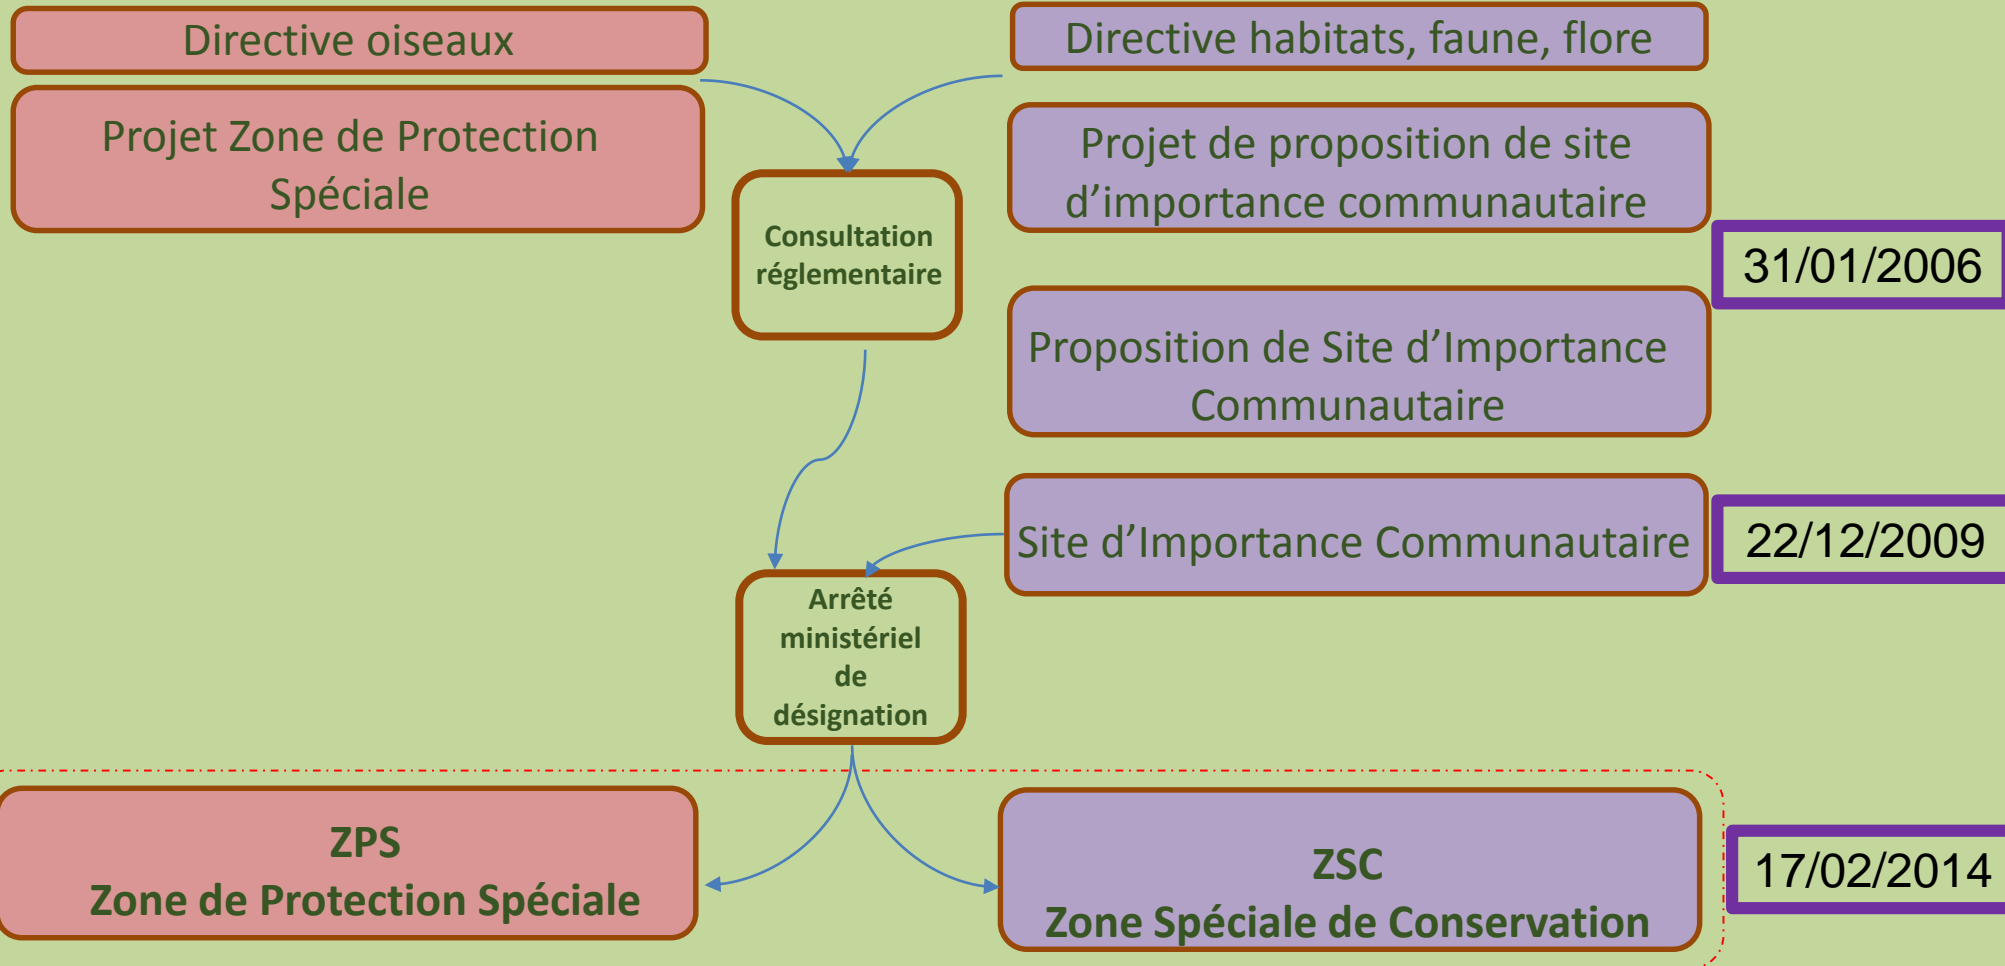 Directive oiseaux
Projet Zone de Protection
Spéciale
Directive habitats, faune, flore
Projet de proposition de site
d’importance communautaire
Consultation
réglementaire
31/01/2006
Proposition de Site d’Importance
Communautaire
Site d’Importance Communautaire
22/12/2009
Arrêté
ministériel
de
désignation
ZPS
Zone de Protection Spéciale
ZSC
Zone Spéciale de Conservation
17/02/2014